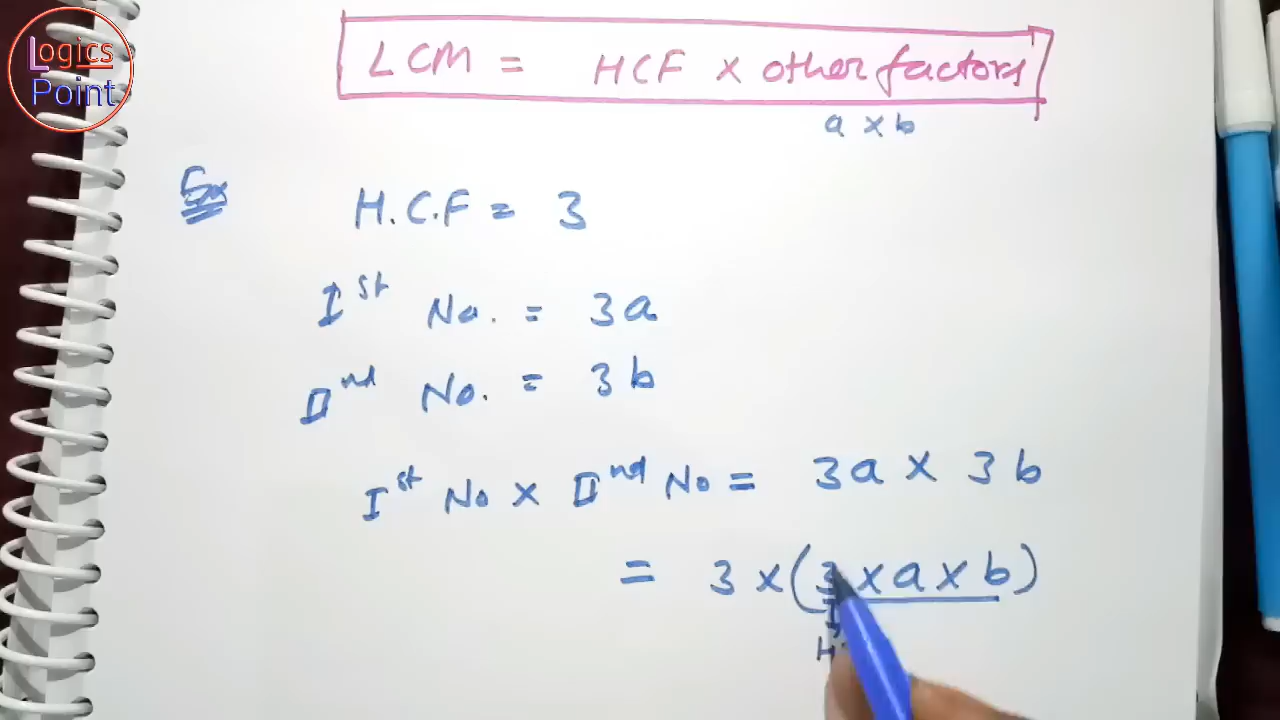 Logics
Point
LCM = HCF × other factors
a × b
Ex
H.C.F = 3
Ist No. = 3a
IInd No. = 3b
Ist No × IInd No = 3a × 3b
= 3 × (3 × a × b)
H